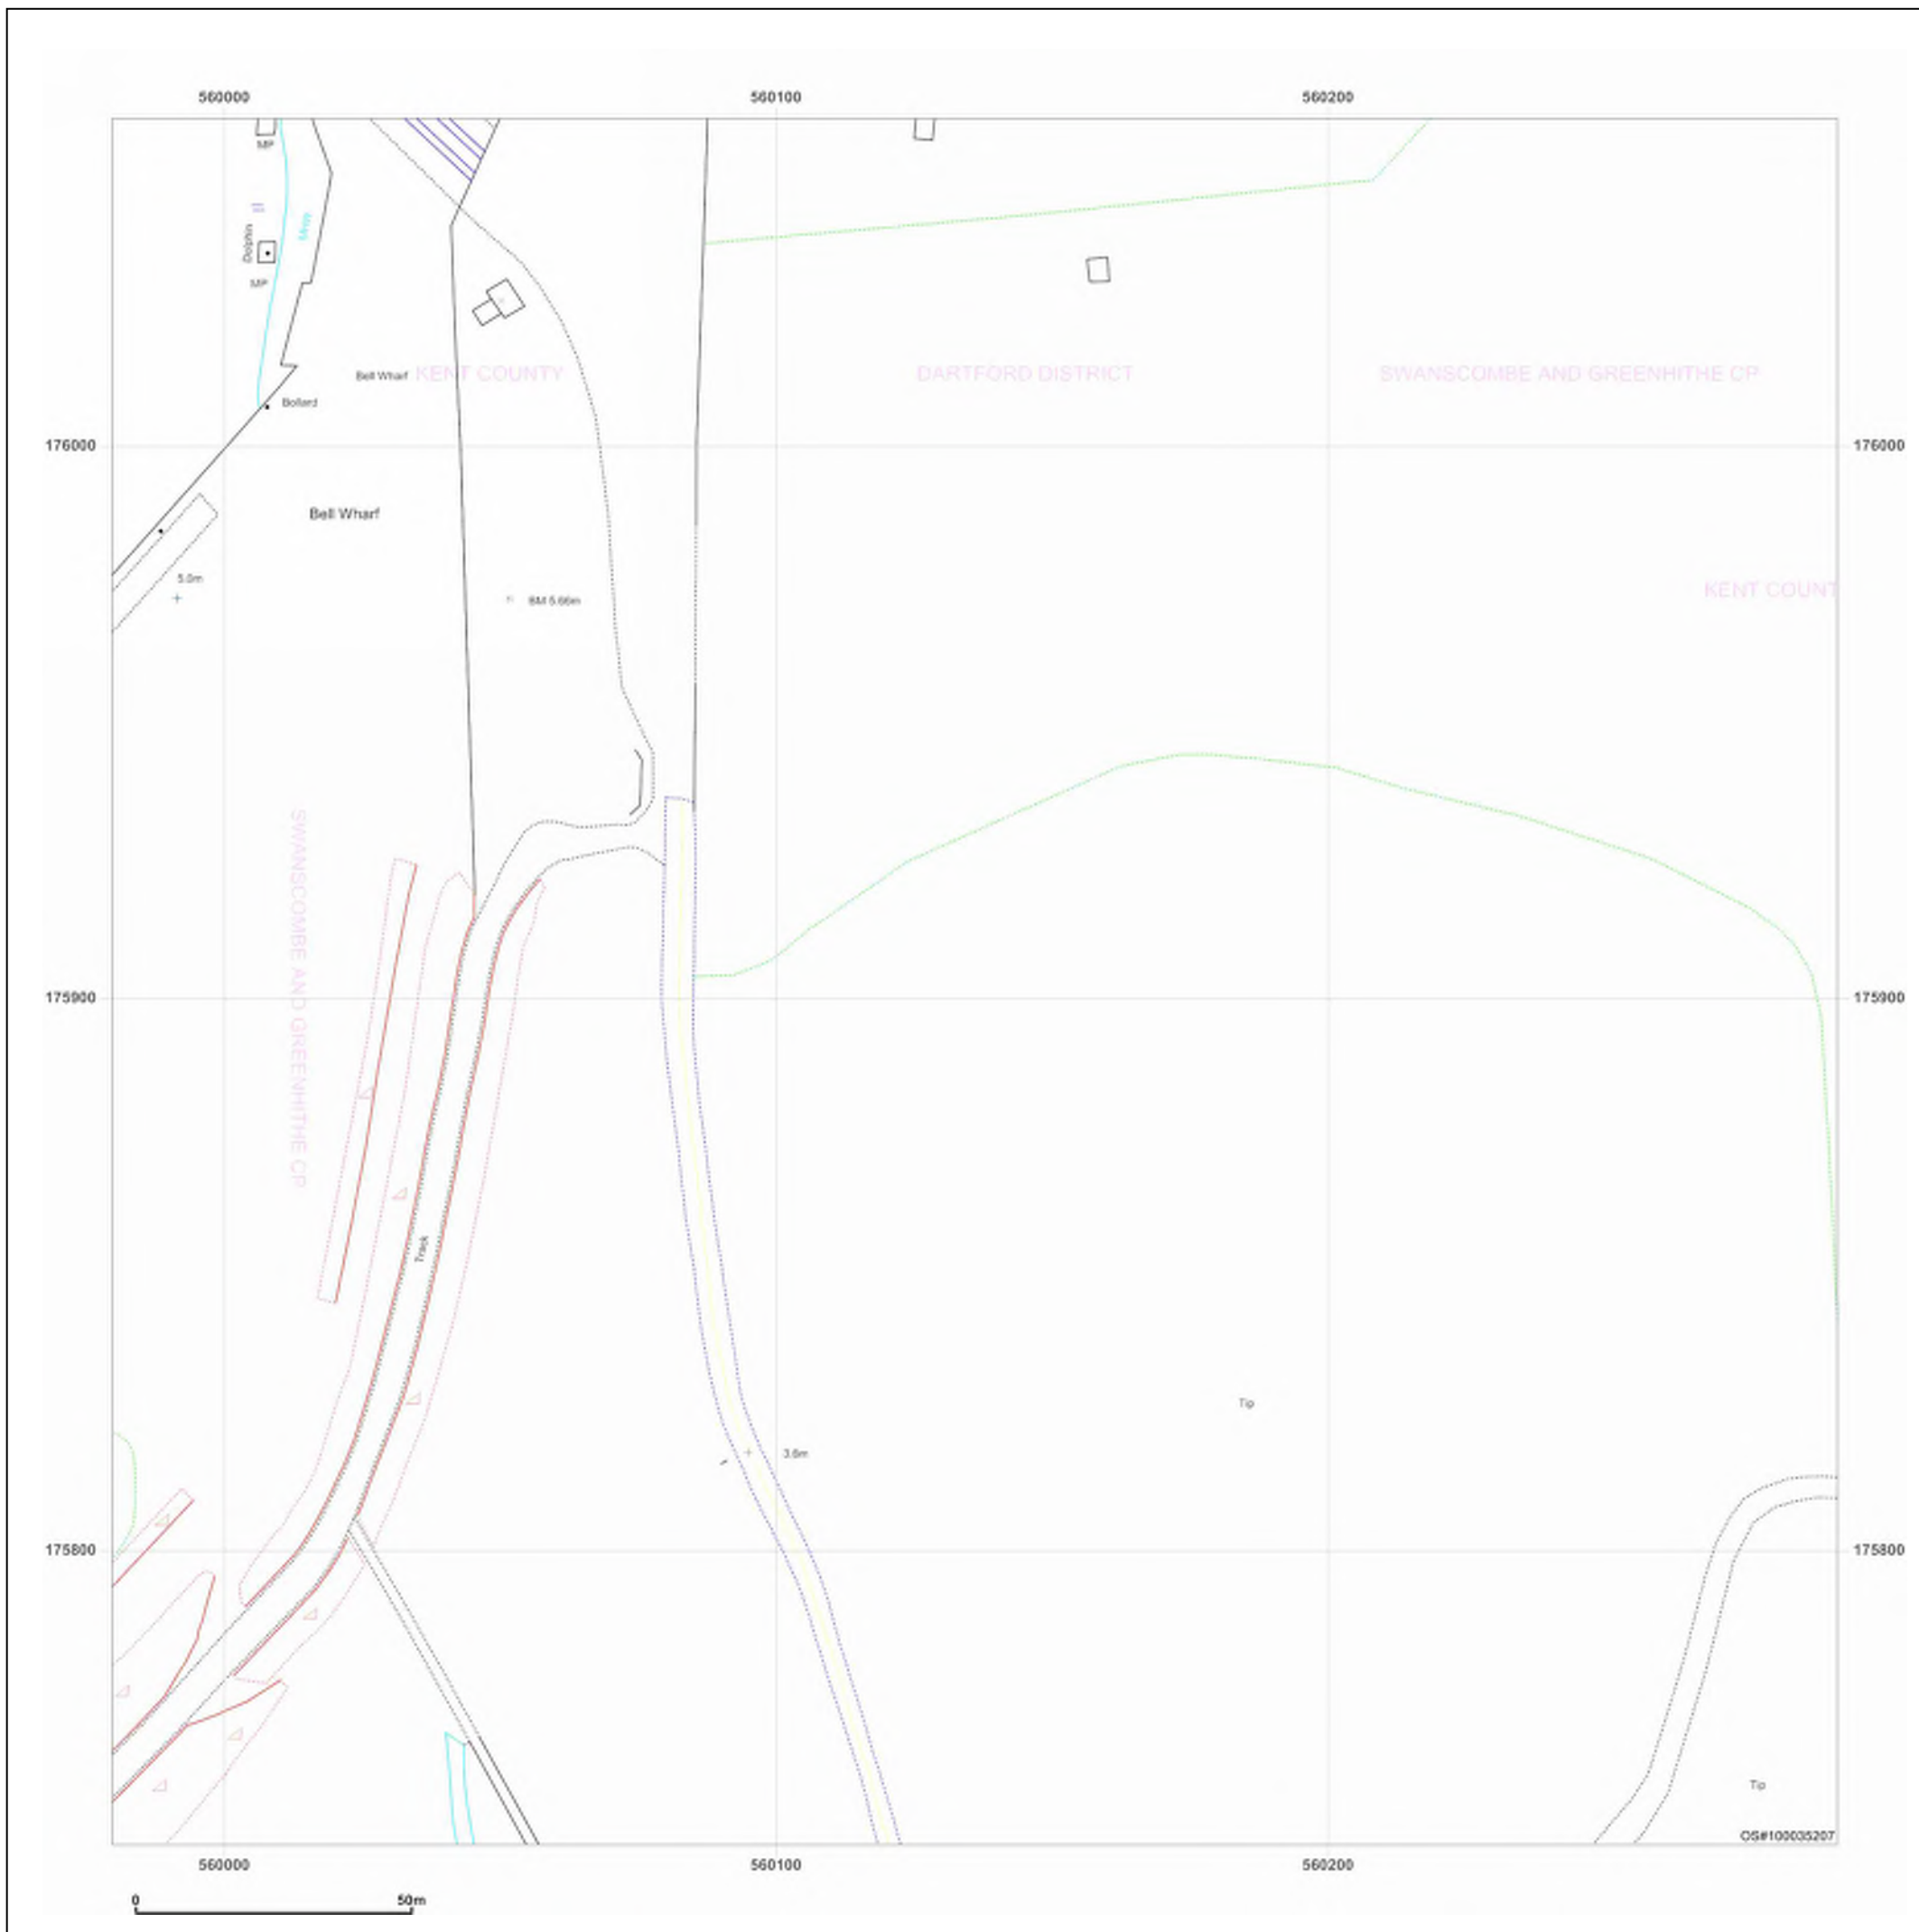 560000 560100 560200
MP
Dolphin
MHW
MP
Bell Wharf KENT COUNTY DARTFORD DISTRICT SWANSCOMBE AND GREENHITHE CP
Bollard
176000 176000
Bell Wharf
5.0m
BM 5.66m
KENT COUNT
SWANSCOMBE AND GREENHITHE CP
175900 175900
Track
Tip
3.6m
175800 175800
Tip
OS#100035207
560000 560100 560200
0 50m